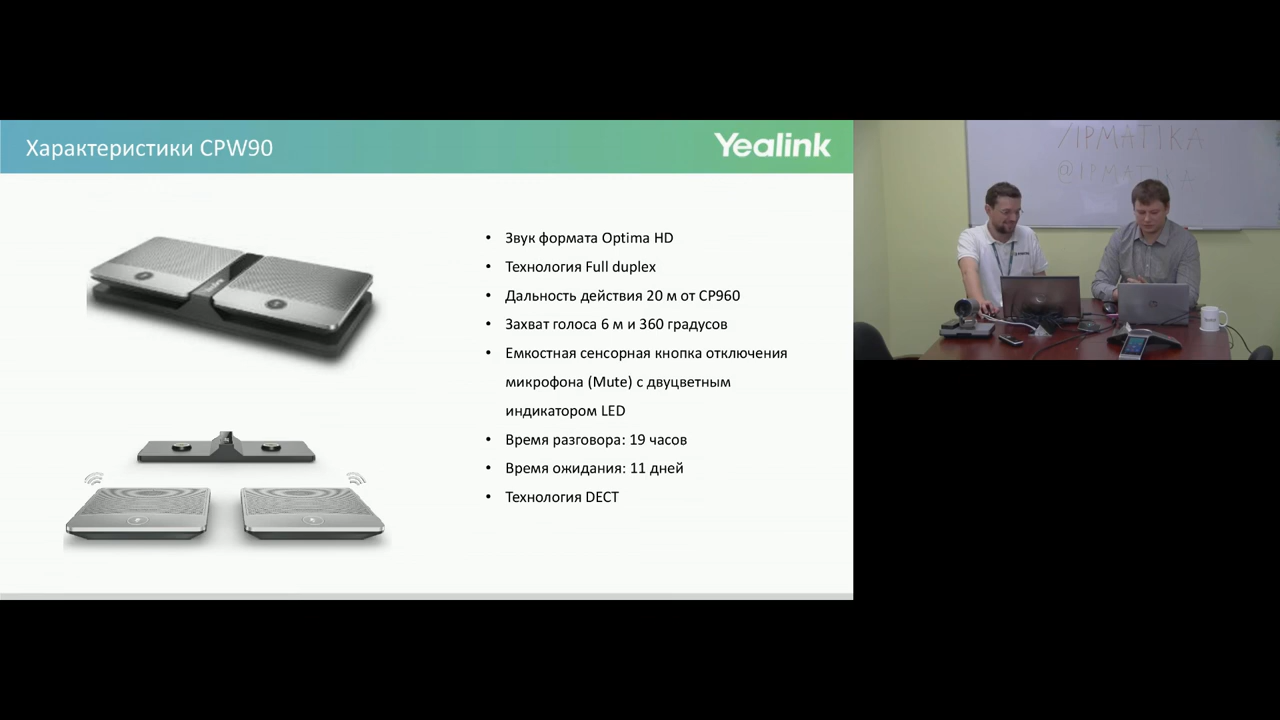 Характеристики CPW90
Yealink
• Звук формата Optima HD
• Технология Full duplex
• Дальность действия 20 м от CP960
• Захват голоса 6 м и 360 градусов
• Емкостная сенсорная кнопка отключения
микрофона (Mute) с двуцветным
индикатором LED
• Время разговора: 19 часов
• Время ожидания: 11 дней
• Технология DECT
/IPMATIKA
@IPMATIKA